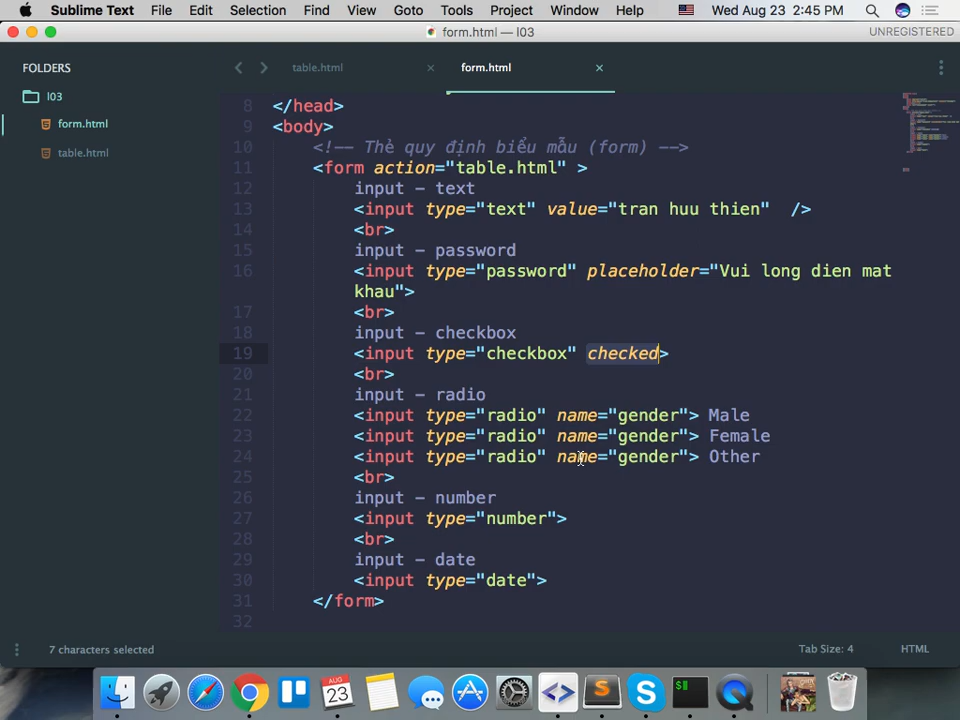 Sublime Text File Edit Selection Find View Goto Tools Project Window Help Wed Aug 23 2:45 PM
form.html — l03 UNREGISTERED
FOLDERS
l03
form.html
table.html
table.html × form.html ×
8 </head>
9 <body>
10 <!-- Thẻ quy định biểu mẫu (form) -->
11 <form action="table.html" >
12 input - text
13 <input type="text" value="tran huu thien"  />
14 <br>
15 input - password
16 <input type="password" placeholder="Vui long dien mat
khau">
17 <br>
18 input - checkbox
19 <input type="checkbox" checked>
20 <br>
21 input - radio
22 <input type="radio" name="gender"> Male
23 <input type="radio" name="gender"> Female
24 <input type="radio" name="gender"> Other
25 <br>
26 input - number
27 <input type="number">
28 <br>
29 input - date
30 <input type="date">
31 </form>
32
7 characters selected Tab Size: 4 HTML
AUG
23